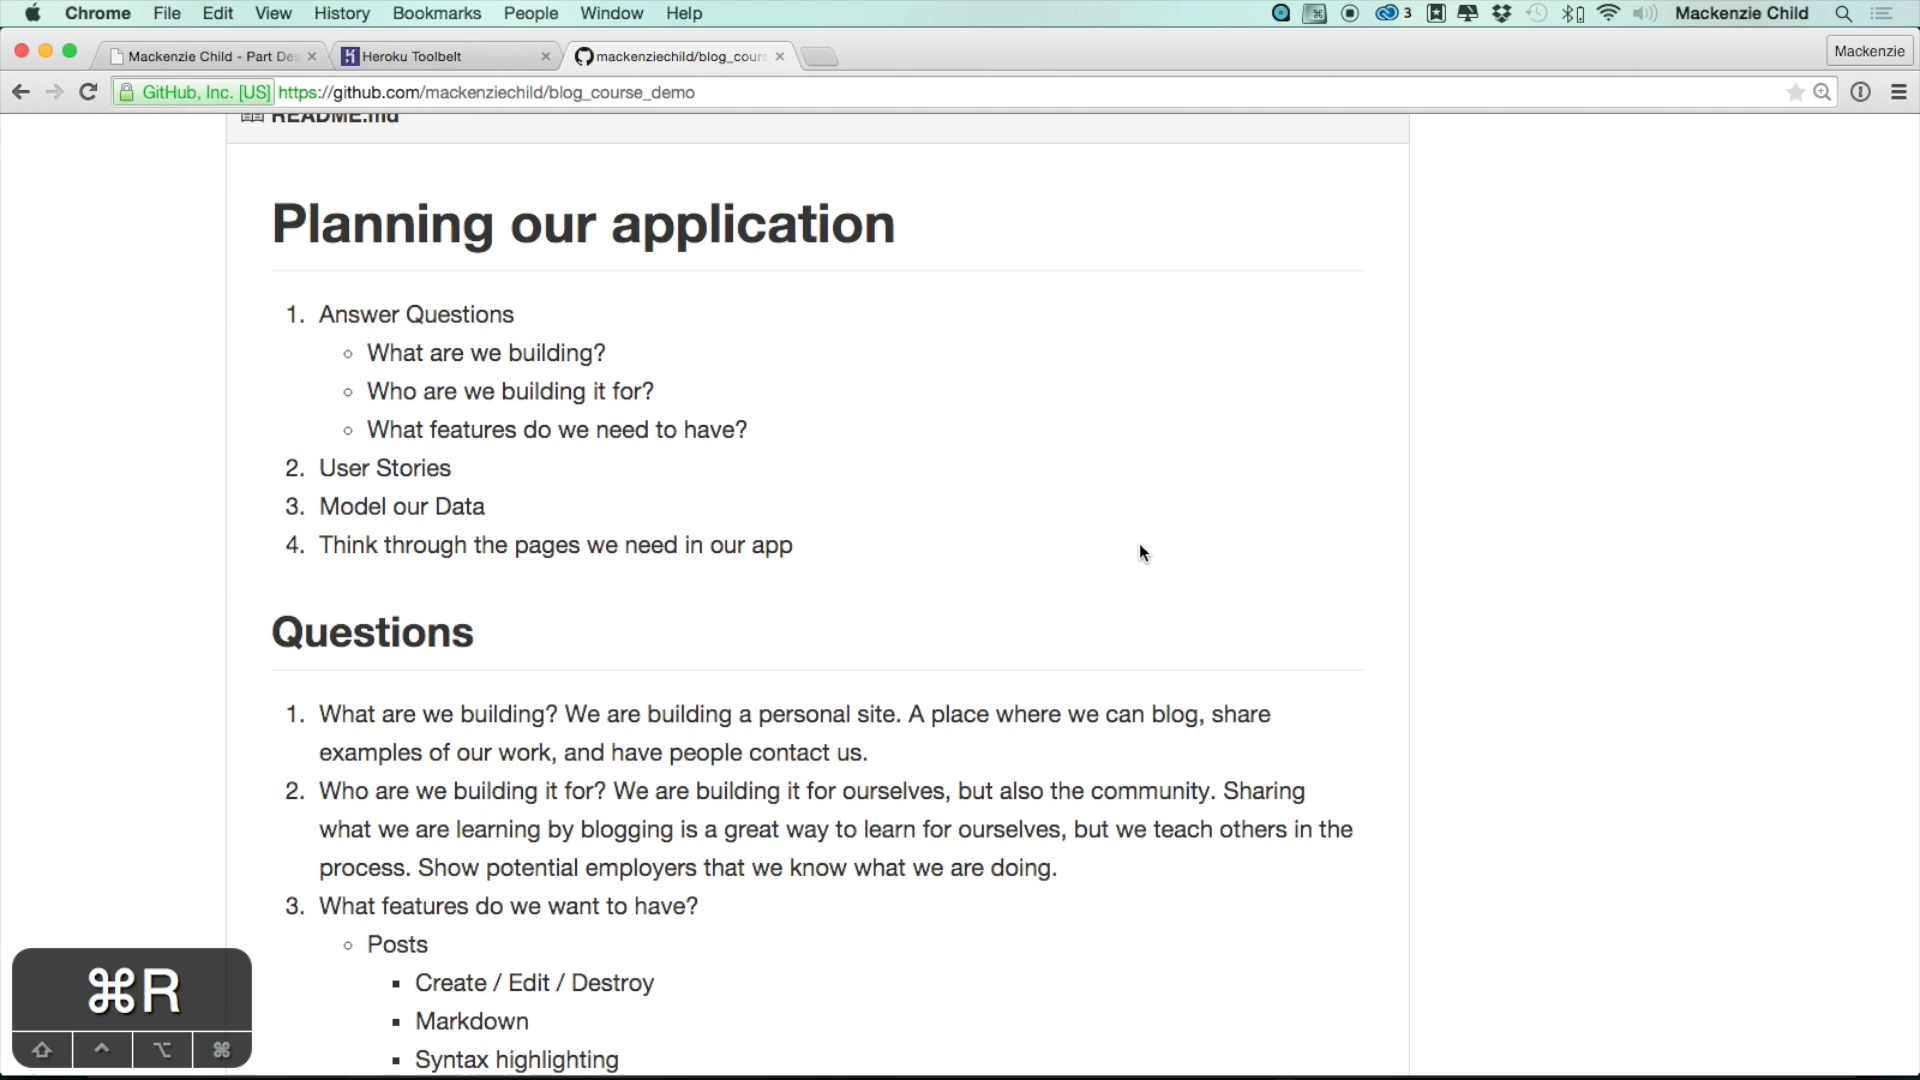 Chrome File Edit View History Bookmarks People Window Help 3 Mackenzie Child
Mackenzie Child - Part Des Heroku Toolbelt mackenziechild/blog_cour Mackenzie
GitHub, Inc. [US] https://github.com/mackenziechild/blog_course_demo
README.md
Planning our application
1. Answer Questions
What are we building?
Who are we building it for?
What features do we need to have?
2. User Stories
3. Model our Data
4. Think through the pages we need in our app
Questions
1. What are we building? We are building a personal site. A place where we can blog, share
examples of our work, and have people contact us.
2. Who are we building it for? We are building it for ourselves, but also the community. Sharing
what we are learning by blogging is a great way to learn for ourselves, but we teach others in the
process. Show potential employers that we know what we are doing.
3. What features do we want to have?
Posts
Create / Edit / Destroy
Markdown
Syntax highlighting
⌘R